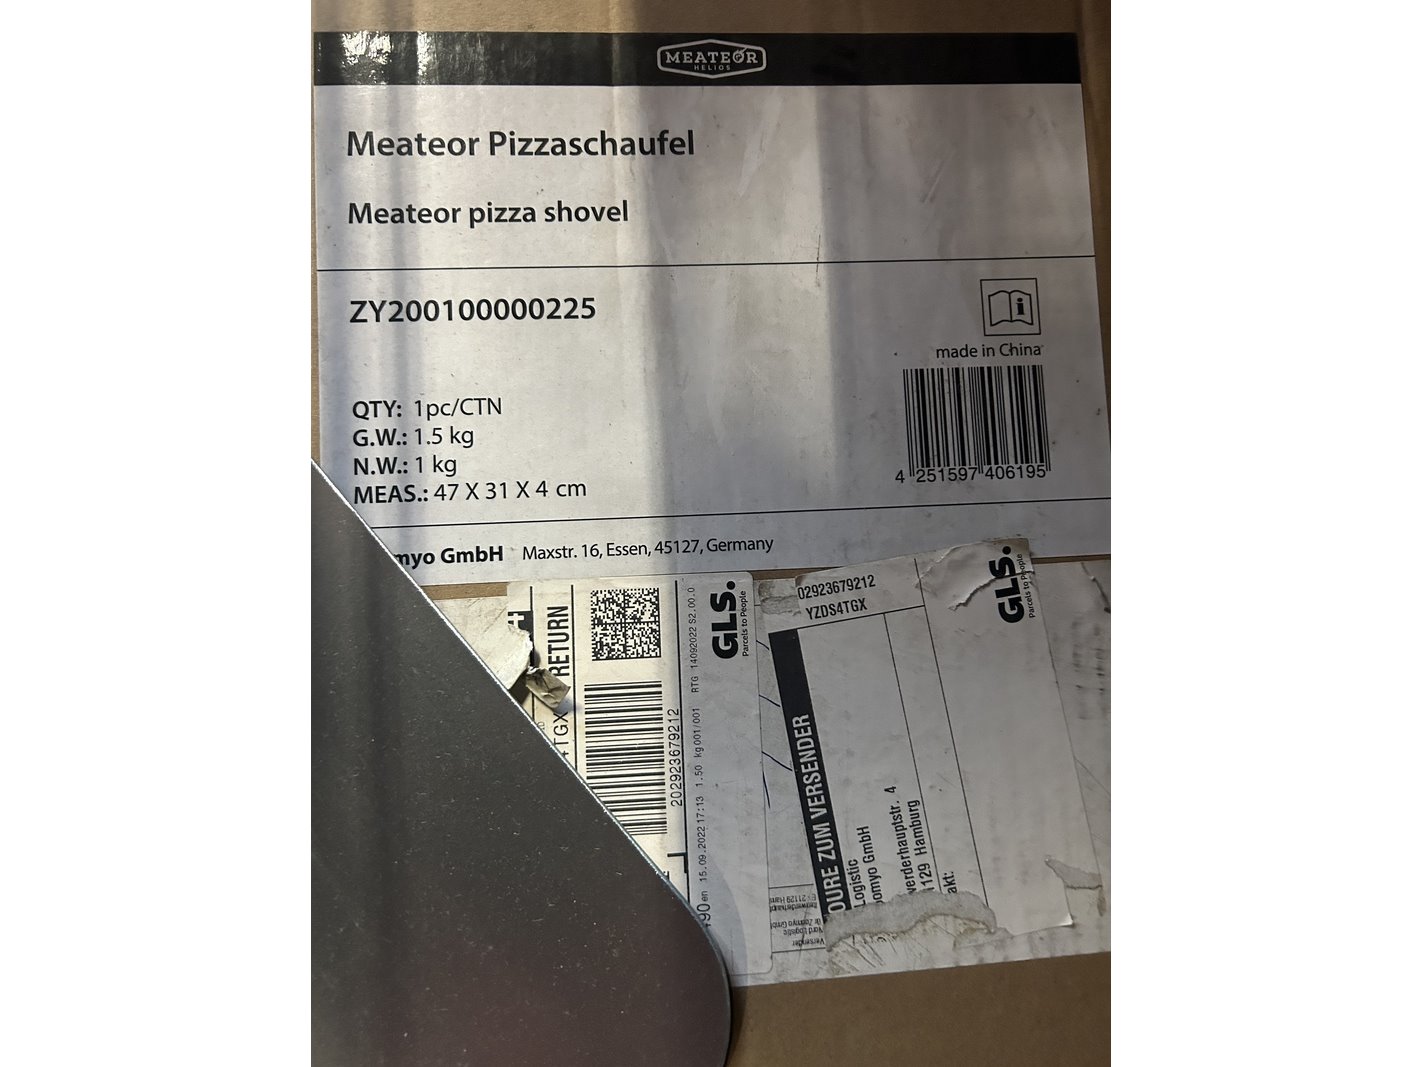 MEATEOR
HELIOS
Meateor Pizzaschaufel
Meateor pizza shovel
ZY200100000225
made in China
QTY: 1pc/CTN
G.W.: 1.5 kg
N.W.: 1 kg
MEAS.: 47 X 31 X 4 cm
4 251597 406195
myo GmbH Maxstr. 16, Essen, 45127, Germany
RETURN
4TGX
202923679212
15.09.2022 17:13 1.50 kg 001/001 RTG 14092022 S2.00.0
GLS.
Parcels to People
02923679212
YZDS4TGX
OURE ZUM VERSENDER
Logistic
omyo GmbH
werderhauptstr. 4
129 Hamburg
akt:
GLS.
Parcels to People
Versender